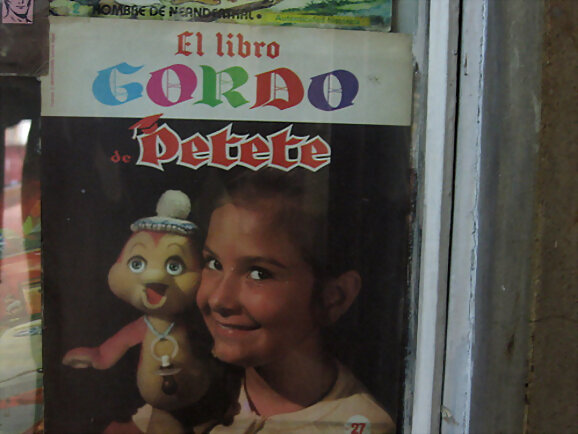 HOMBRE DE NEANDERTHAL.
El libro
GORDO
de Petete
27